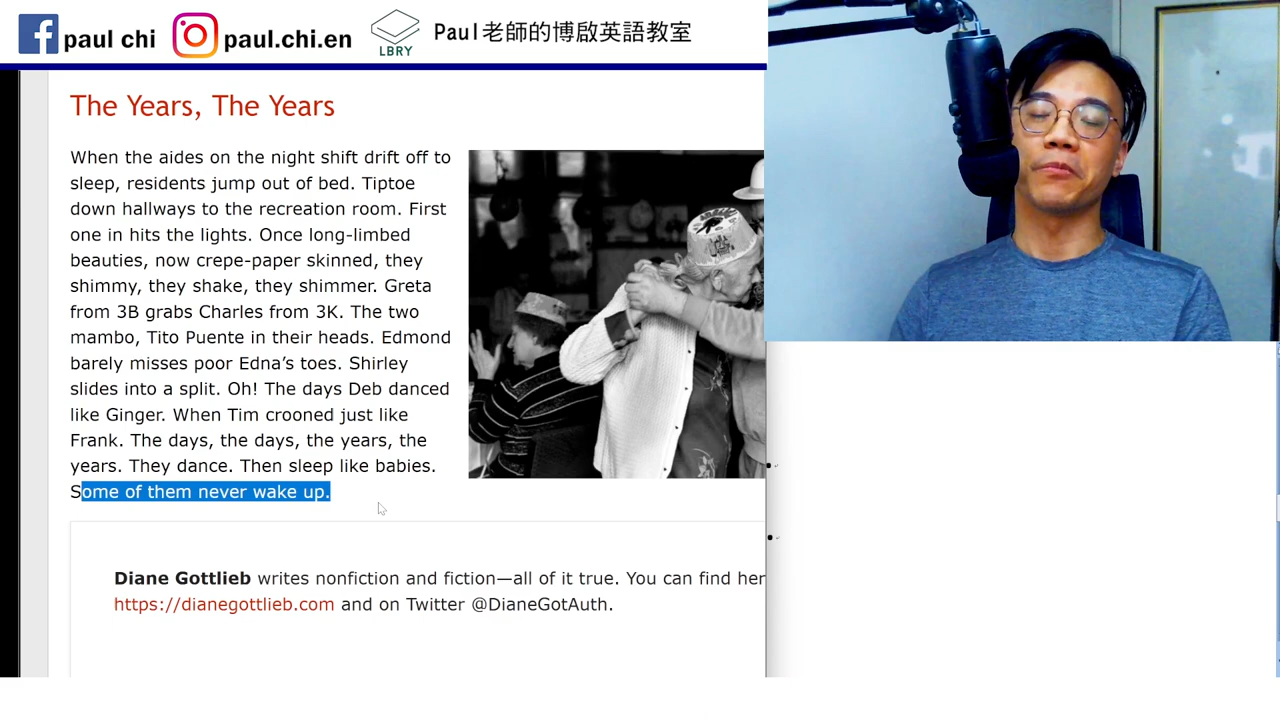 paul chi
paul.chi.en
LBRY
Paul老師的博啟英語教室
The Years, The Years
When the aides on the night shift drift off to
sleep, residents jump out of bed. Tiptoe
down hallways to the recreation room. First
one in hits the lights. Once long-limbed
beauties, now crepe-paper skinned, they
shimmy, they shake, they shimmer. Greta
from 3B grabs Charles from 3K. The two
mambo, Tito Puente in their heads. Edmond
barely misses poor Edna’s toes. Shirley
slides into a split. Oh! The days Deb danced
like Ginger. When Tim crooned just like
Frank. The days, the days, the years, the
years. They dance. Then sleep like babies.
Some of them never wake up.
Diane Gottlieb writes nonfiction and fiction—all of it true. You can find her
https://dianegottlieb.com and on Twitter @DianeGotAuth.